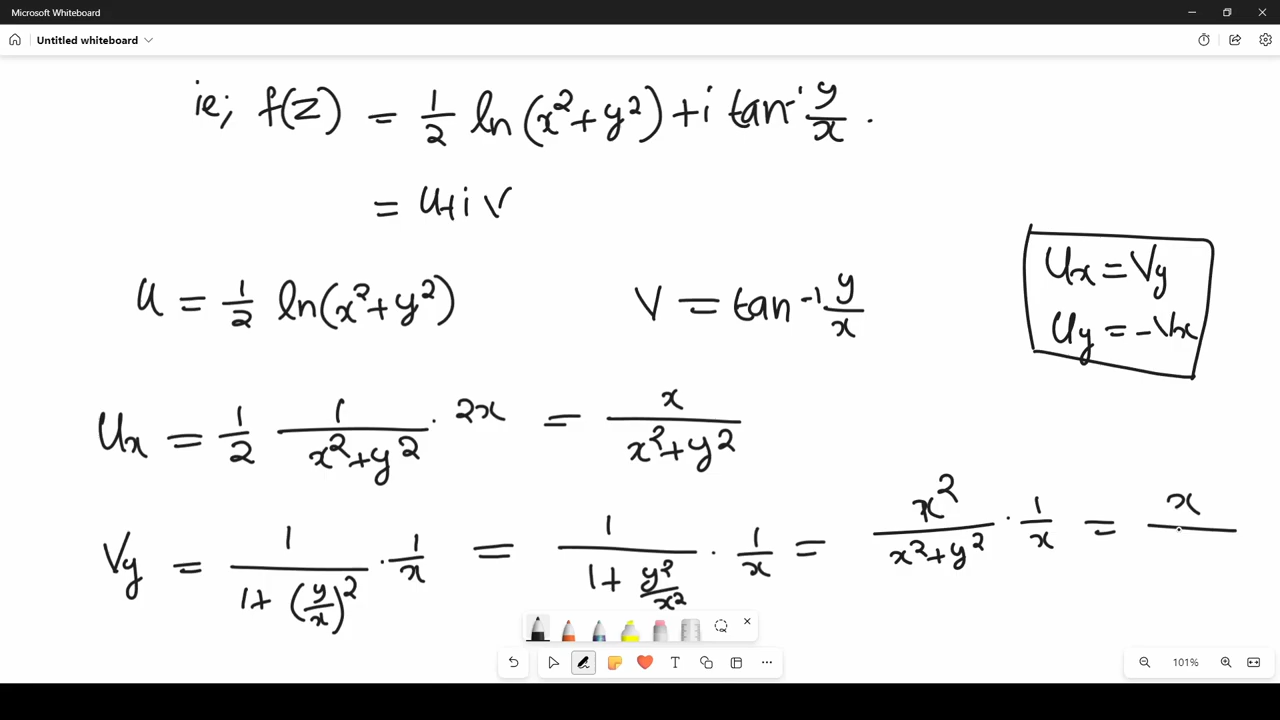 Microsoft Whiteboard
Untitled whiteboard
ie; f(z) = 1/2 ln(x²+y²) + i tan⁻¹ y/x .
= u+i v
u = 1/2 ln(x²+y²)
v = tan⁻¹ y/x
Ux = Vy
Uy = -Vx
Ux = 1/2 1/(x²+y²) · 2x = x/(x²+y²)
Vy = 1/(1+(y/x)²) · 1/x = 1/(1+y²/x²) · 1/x = x²/(x²+y²) · 1/x = x/
T
101%